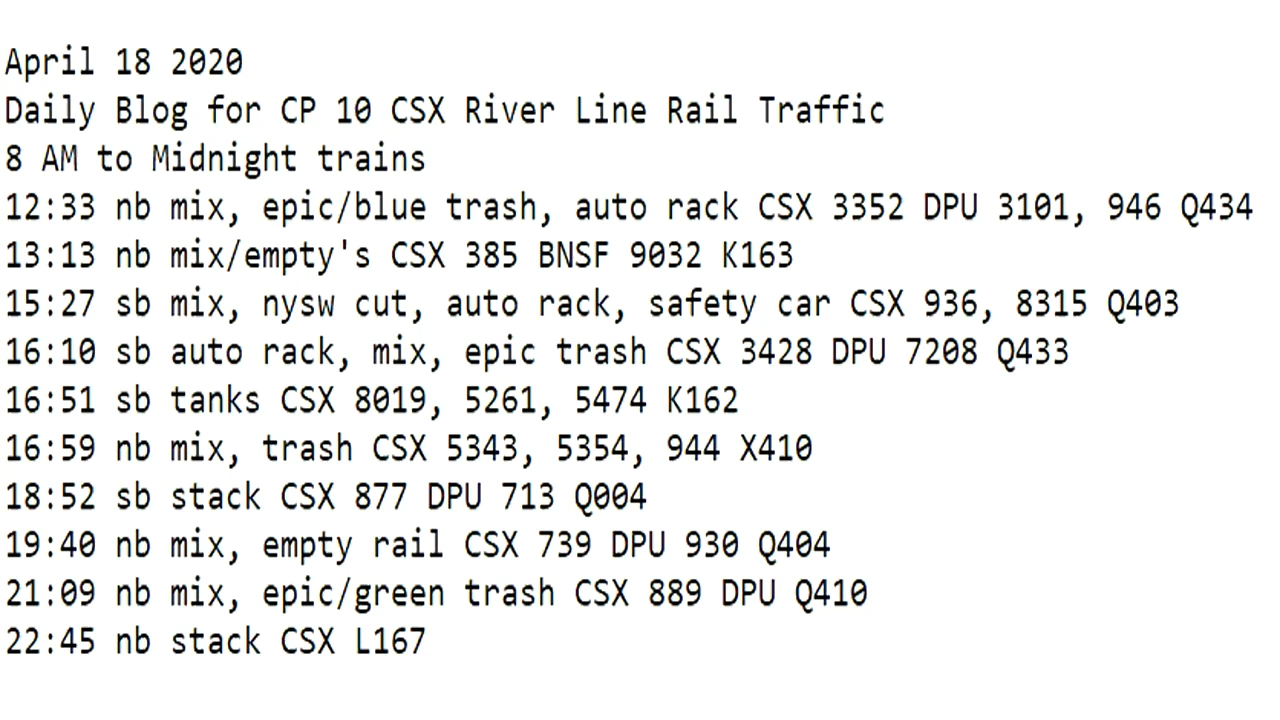 April 18 2020
Daily Blog for CP 10 CSX River Line Rail Traffic
8 AM to Midnight trains
12:33 nb mix, epic/blue trash, auto rack CSX 3352 DPU 3101, 946 Q434
13:13 nb mix/empty's CSX 385 BNSF 9032 K163
15:27 sb mix, nysw cut, auto rack, safety car CSX 936, 8315 Q403
16:10 sb auto rack, mix, epic trash CSX 3428 DPU 7208 Q433
16:51 sb tanks CSX 8019, 5261, 5474 K162
16:59 nb mix, trash CSX 5343, 5354, 944 X410
18:52 sb stack CSX 877 DPU 713 Q004
19:40 nb mix, empty rail CSX 739 DPU 930 Q404
21:09 nb mix, epic/green trash CSX 889 DPU Q410
22:45 nb stack CSX L167